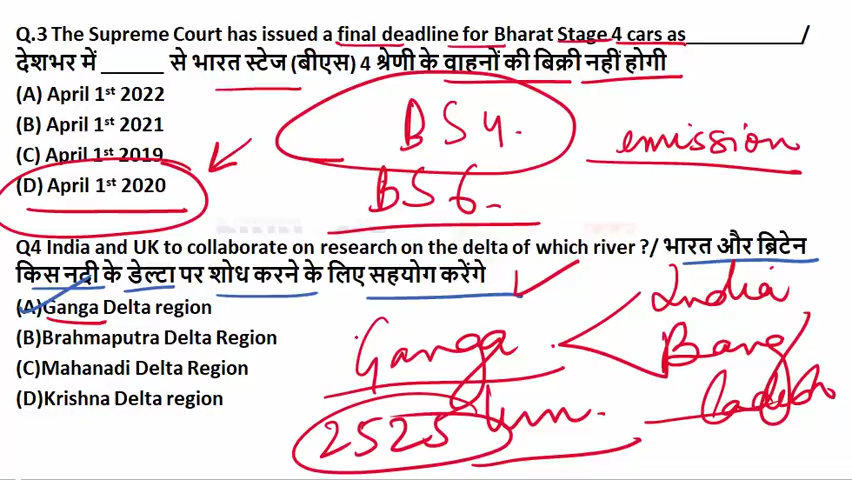 Q.3 The Supreme Court has issued a final deadline for Bharat Stage 4 cars as__________/
देशभर में _____ से भारत स्टेज (बीएस) 4 श्रेणी के वाहनों की बिक्री नहीं होगी
(A) April 1st 2022
(B) April 1st 2021
(C) April 1st 2019
(D) April 1st 2020
BS4.
emission
BS6.
Q4 India and UK to collaborate on research on the delta of which river ?/ भारत और ब्रिटेन
किस नदी के डेल्टा पर शोध करने के लिए सहयोग करेंगे
(A)Ganga Delta region
(B)Brahmaputra Delta Region
(C)Mahanadi Delta Region
(D)Krishna Delta region
Ganga
India
Bang
ladesh
2525 km.